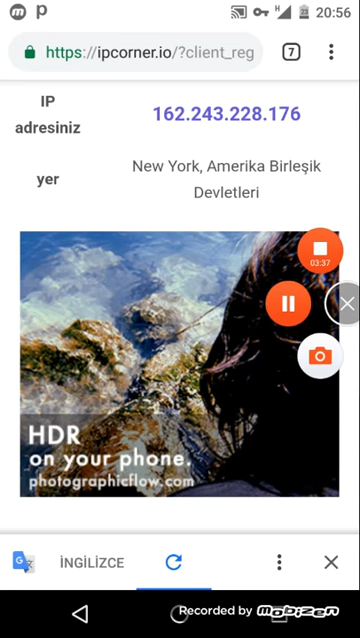 20:56
https://ipcorner.io/?client_reg
7
IP
adresiniz
162.243.228.176
yer
New York, Amerika Birleşik
Devletleri
03:37
HDR
on your phone.
photographicflow.com
İNGİLİZCE
Recorded by mobizen